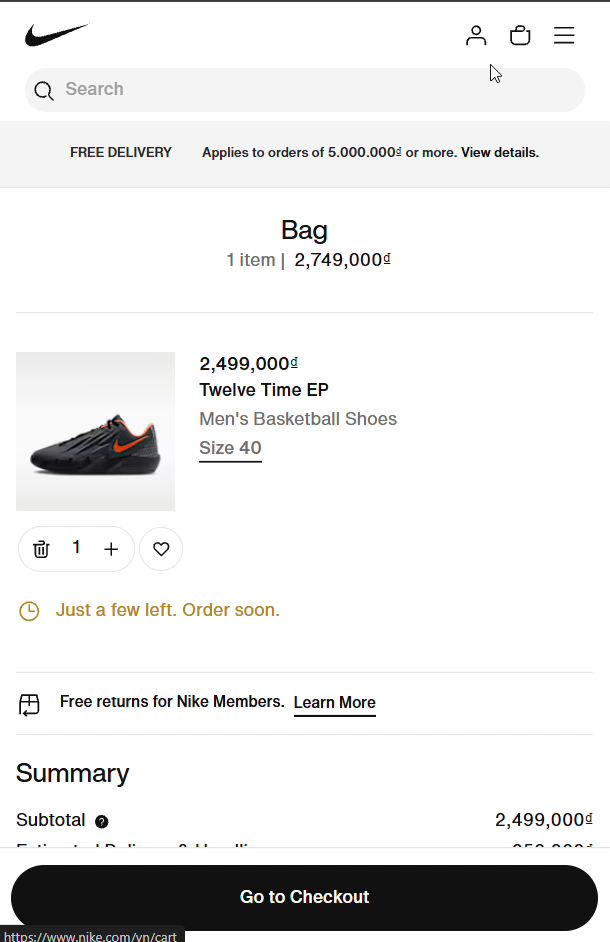 Search
FREE DELIVERY Applies to orders of 5.000.000₫ or more. View details.
Bag
1 item | 2,749,000₫
2,499,000₫
Twelve Time EP
Men's Basketball Shoes
Size 40
1
Just a few left. Order soon.
Free returns for Nike Members. Learn More
Summary
Subtotal ? 2,499,000₫
Go to Checkout
https://www.nike.com/vn/cart